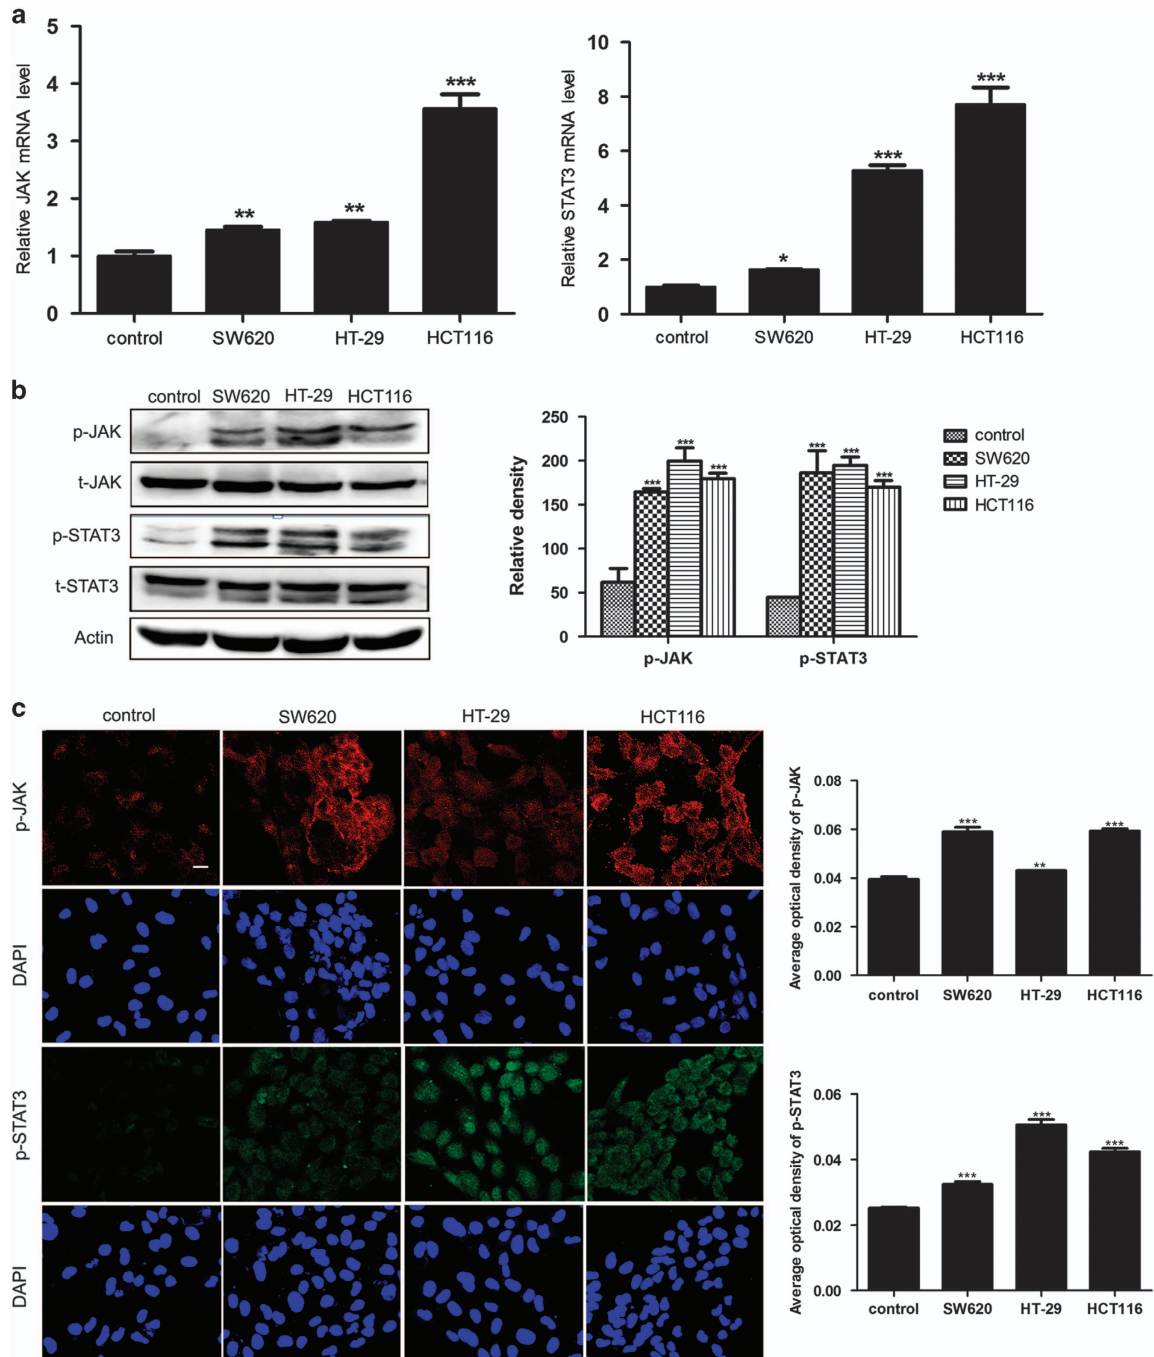 a
Relative JAK mRNA level
5
4
3
2
1
0
***
**
**
control SW620 HT-29 HCT116
Relative STAT3 mRNA level
10
8
6
4
2
0
***
***
*
control SW620 HT-29 HCT116
b
control SW620 HT-29 HCT116
p-JAK
t-JAK
p-STAT3
t-STAT3
Actin
Relative density
250
200
150
100
50
0
*** *** *** *** *** ***
p-JAK p-STAT3
control
SW620
HT-29
HCT116
c
control SW620 HT-29 HCT116
p-JAK
DAPI
p-STAT3
DAPI
Average optical density of p-JAK
0.08
0.06
0.04
0.02
0.00
*** ** ***
control SW620 HT-29 HCT116
Average optical density of p-STAT3
0.06
0.04
0.02
0.00
*** *** ***
control SW620 HT-29 HCT116